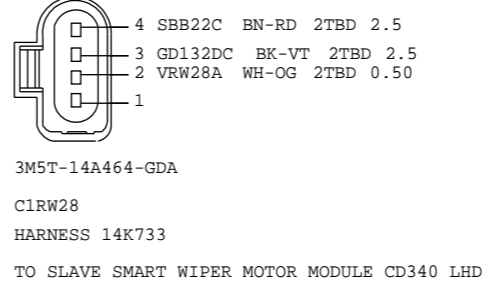 4 SBB22C BN-RD 2TBD 2.5
3 GD132DC BK-VT 2TBD 2.5
2 VRW28A WH-OG 2TBD 0.50
1
3M5T-14A464-GDA
C1RW28
HARNESS 14K733
TO SLAVE SMART WIPER MOTOR MODULE CD340 LHD